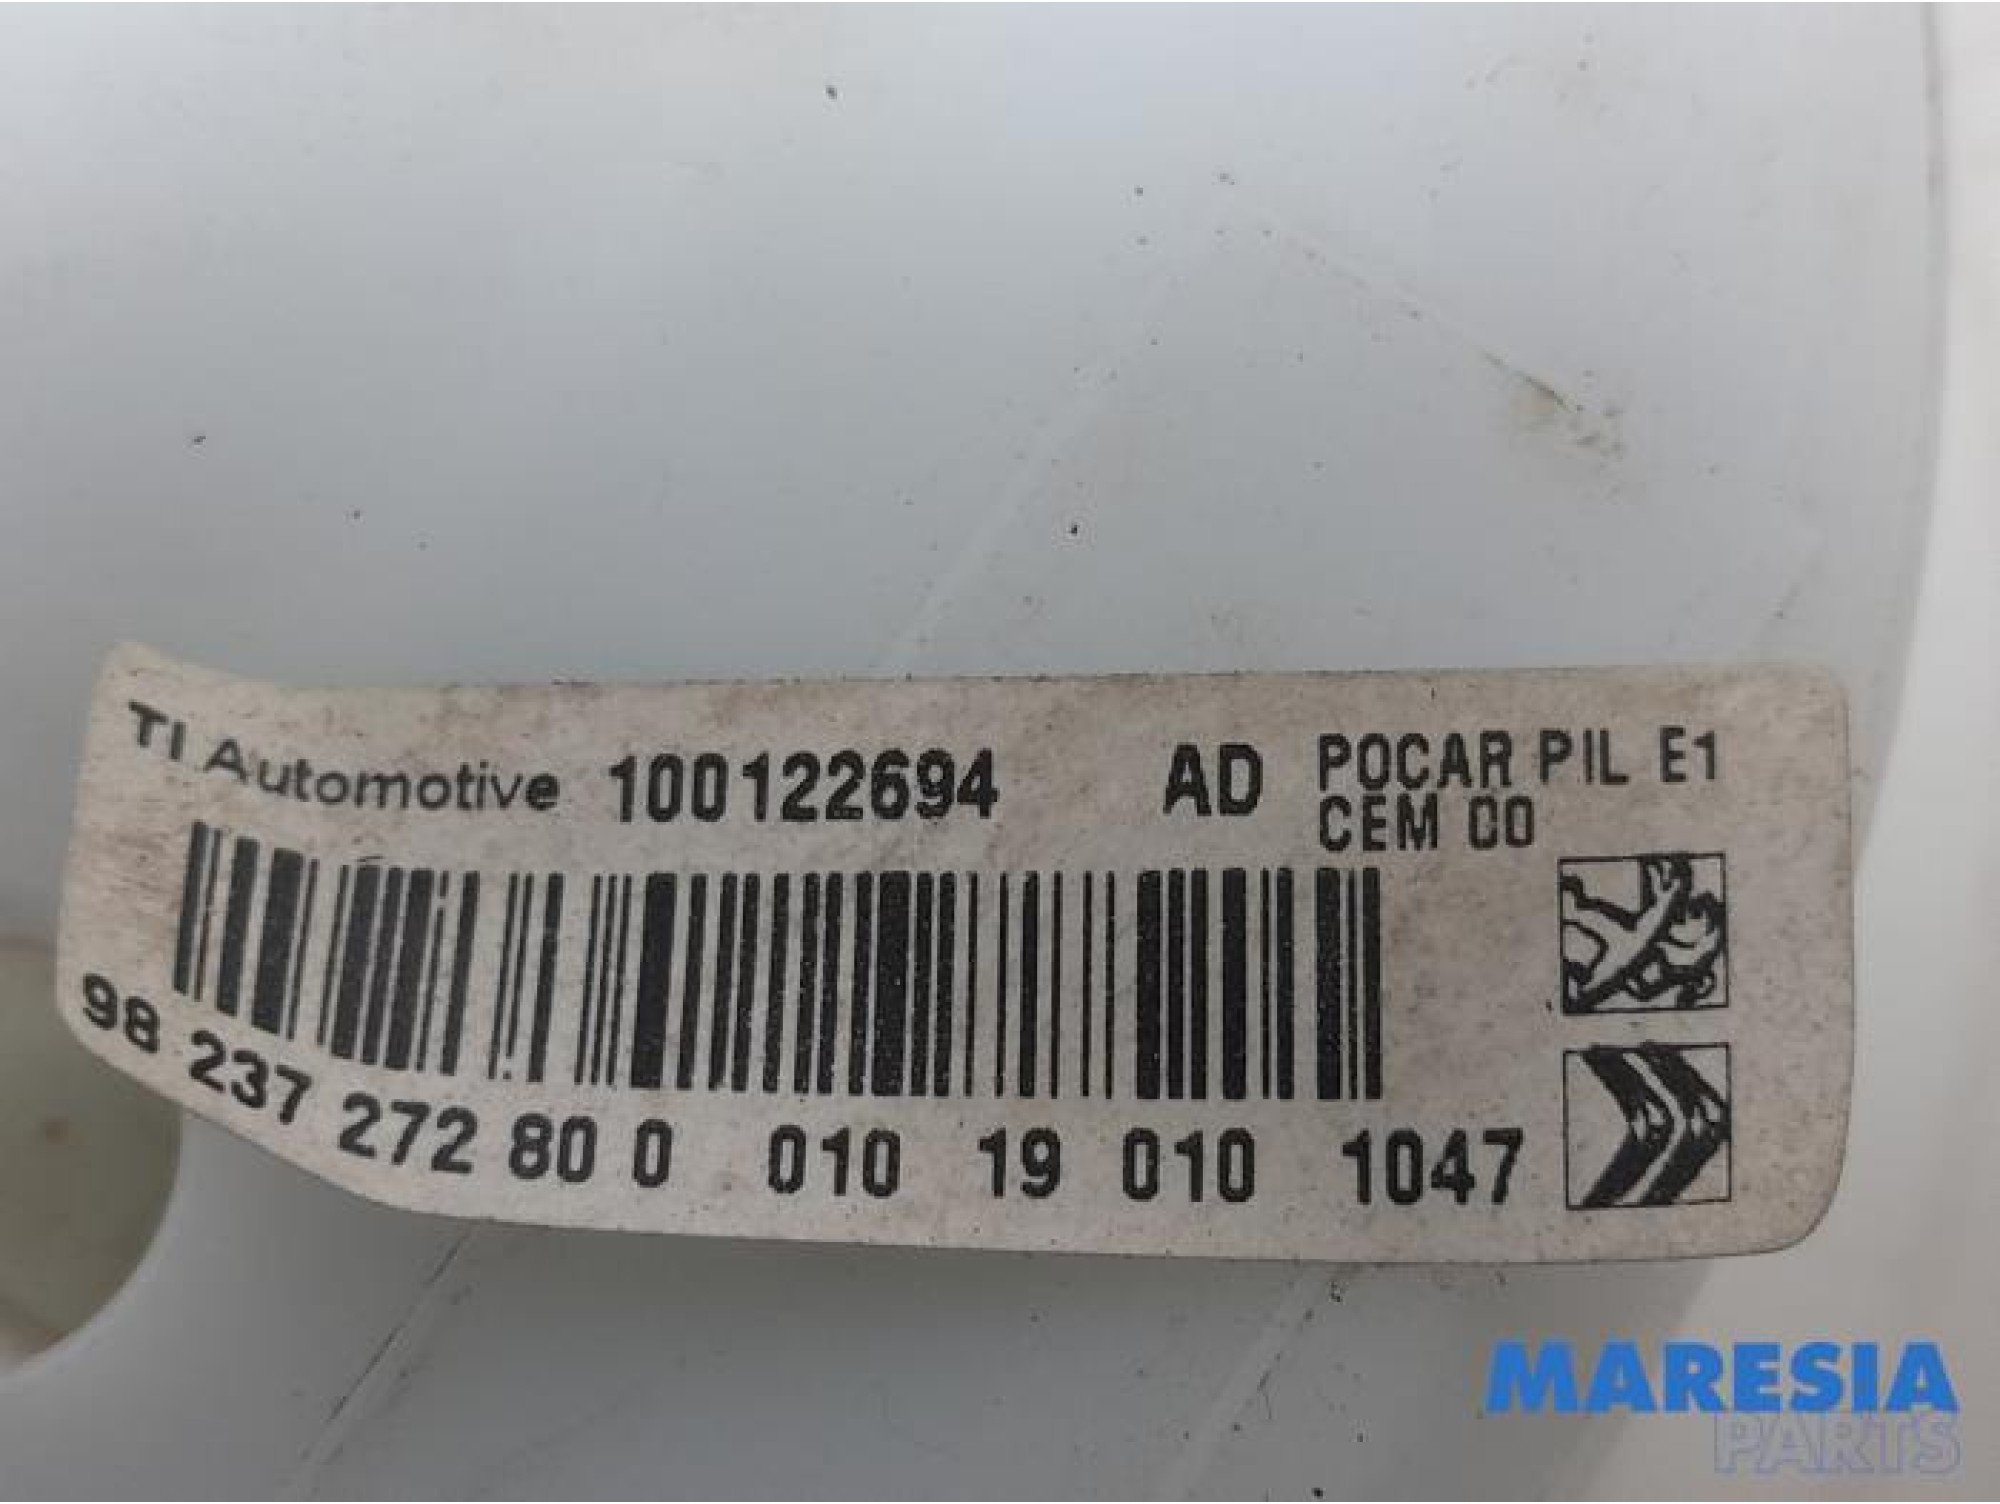 TI Automotive 100122694 AD POCAR PIL E1
CEM 00
98 237 272 80 0 010 19 010 1047
MARESIA
PARTS